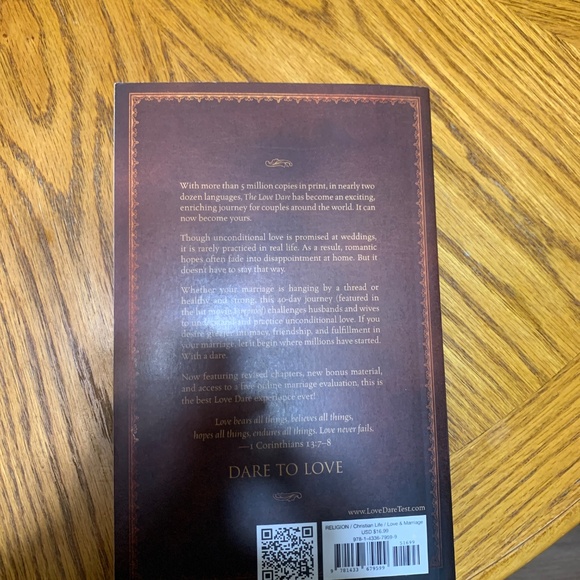 With more than 5 million copies in print, in nearly two
dozen languages, The Love Dare has become an exciting,
enriching journey for couples around the world. It can
now become yours.
Though unconditional love is promised at weddings,
it is rarely practiced in real life. As a result, romantic
hopes often fade into disappointment at home. But it
doesn't have to stay that way.
Whether your marriage is hanging by a thread or
healthy and strong, this 40-day journey (featured in
the hit movie) challenges husbands and wives
to understand and practice unconditional love. If you
desire greater intimacy, friendship, and fulfillment in
your marriage, let it begin where millions have started.
With a dare.
Now featuring revised chapters, new bonus material,
and access to a free online marriage evaluation, this is
the best Love Dare experience ever!
Love bears all things, believes all things,
hopes all things, endures all things. Love never fails.
—1 Corinthians 13:7–8
DARE TO LOVE
www.LoveDareTest.com
RELIGION / Christian Life / Love & Marriage
USD $16.99